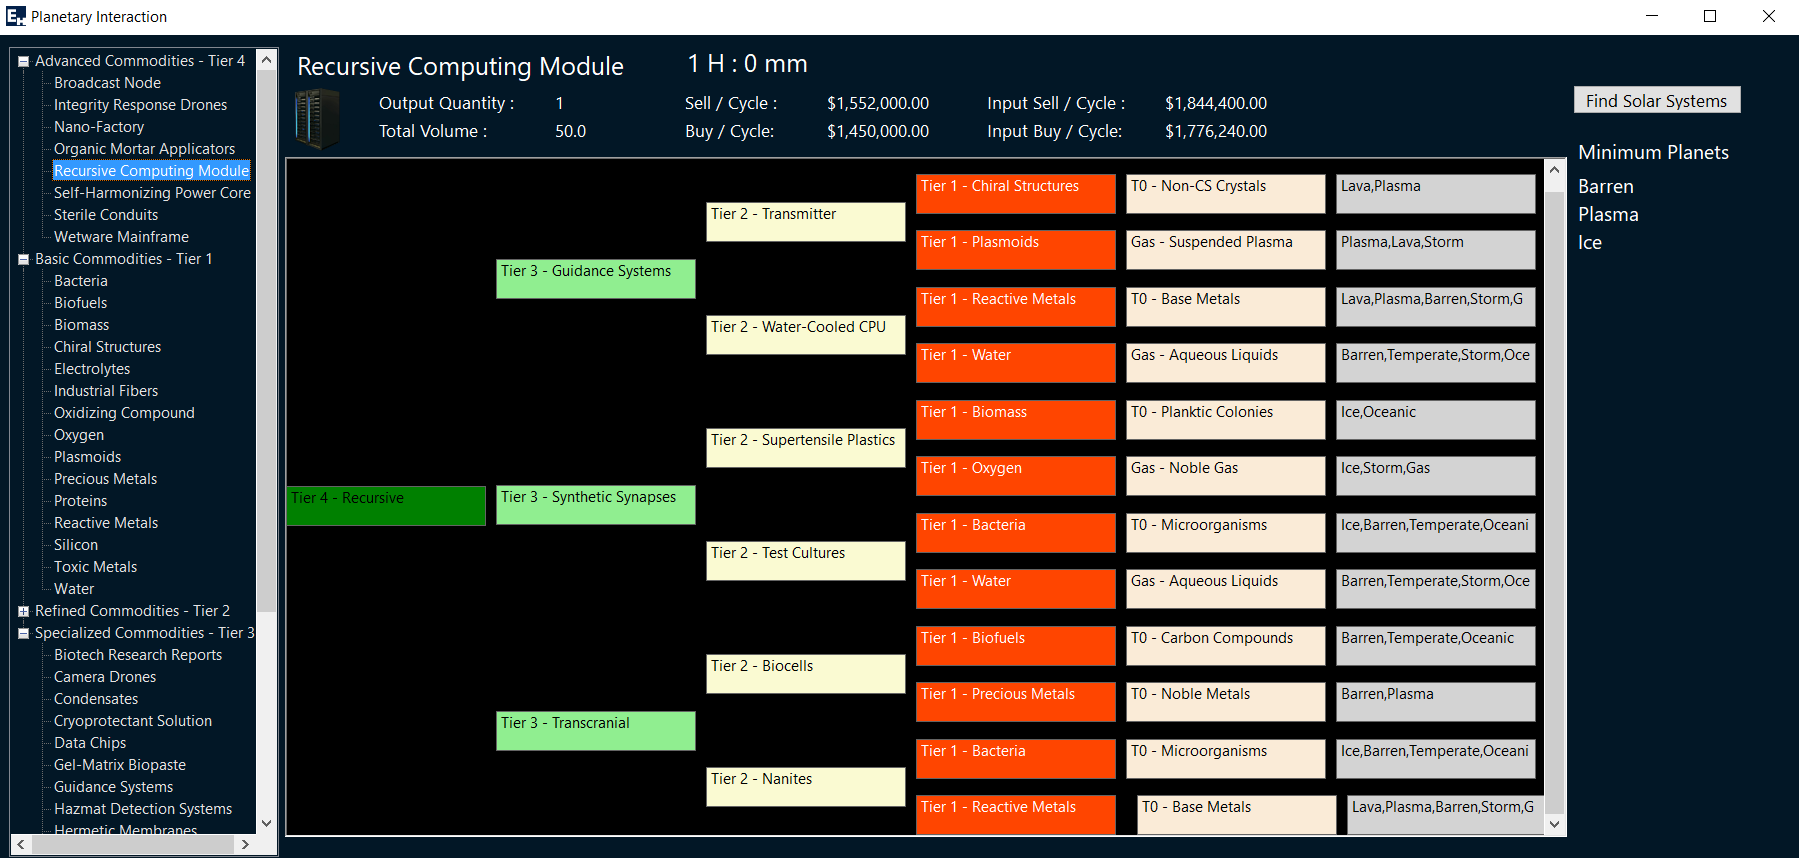 EH Planetary Interaction
Advanced Commodities - Tier 4
Broadcast Node
Integrity Response Drones
Nano-Factory
Organic Mortar Applicators
Recursive Computing Module
Self-Harmonizing Power Core
Sterile Conduits
Wetware Mainframe
Basic Commodities - Tier 1
Bacteria
Biofuels
Biomass
Chiral Structures
Electrolytes
Industrial Fibers
Oxidizing Compound
Oxygen
Plasmoids
Precious Metals
Proteins
Reactive Metals
Silicon
Toxic Metals
Water
Refined Commodities - Tier 2
Specialized Commodities - Tier 3
Biotech Research Reports
Camera Drones
Condensates
Cryoprotectant Solution
Data Chips
Gel-Matrix Biopaste
Guidance Systems
Hazmat Detection Systems
Hermetic Membranes
Recursive Computing Module 1 H : 0 mm
Output Quantity : 1 Sell / Cycle : $1,552,000.00 Input Sell / Cycle : $1,844,400.00
Total Volume : 50.0 Buy / Cycle: $1,450,000.00 Input Buy / Cycle: $1,776,240.00
Tier 4 - Recursive
Tier 3 - Guidance Systems
Tier 3 - Synthetic Synapses
Tier 3 - Transcranial
Tier 2 - Transmitter
Tier 2 - Water-Cooled CPU
Tier 2 - Supertensile Plastics
Tier 2 - Test Cultures
Tier 2 - Biocells
Tier 2 - Nanites
Tier 1 - Chiral Structures T0 - Non-CS Crystals Lava,Plasma
Tier 1 - Plasmoids Gas - Suspended Plasma Plasma,Lava,Storm
Tier 1 - Reactive Metals T0 - Base Metals Lava,Plasma,Barren,Storm,G
Tier 1 - Water Gas - Aqueous Liquids Barren,Temperate,Storm,Oce
Tier 1 - Biomass T0 - Planktic Colonies Ice,Oceanic
Tier 1 - Oxygen Gas - Noble Gas Ice,Storm,Gas
Tier 1 - Bacteria T0 - Microorganisms Ice,Barren,Temperate,Oceani
Tier 1 - Water Gas - Aqueous Liquids Barren,Temperate,Storm,Oce
Tier 1 - Biofuels T0 - Carbon Compounds Barren,Temperate,Oceanic
Tier 1 - Precious Metals T0 - Noble Metals Barren,Plasma
Tier 1 - Bacteria T0 - Microorganisms Ice,Barren,Temperate,Oceani
Tier 1 - Reactive Metals T0 - Base Metals Lava,Plasma,Barren,Storm,G
Find Solar Systems
Minimum Planets
Barren
Plasma
Ice